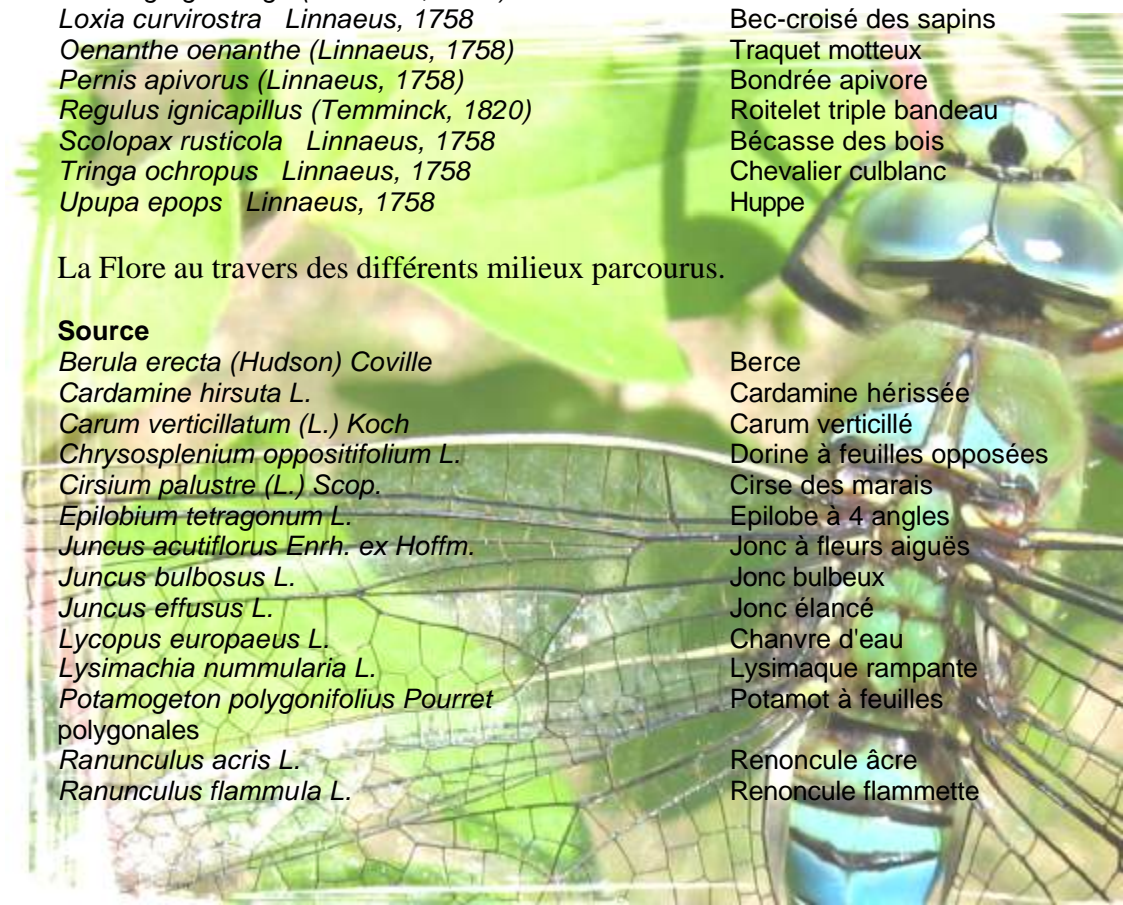 Loxia curvirostra Linnaeus, 1758 Bec-croisé des sapins
Oenanthe oenanthe (Linnaeus, 1758) Traquet motteux
Pernis apivorus (Linnaeus, 1758) Bondrée apivore
Regulus ignicapillus (Temminck, 1820) Roitelet triple bandeau
Scolopax rusticola Linnaeus, 1758 Bécasse des bois
Tringa ochropus Linnaeus, 1758 Chevalier culblanc
Upupa epops Linnaeus, 1758 Huppe
La Flore au travers des différents milieux parcourus.
Source
Berula erecta (Hudson) Coville Berce
Cardamine hirsuta L. Cardamine hérissée
Carum verticillatum (L.) Koch Carum verticillé
Chrysosplenium oppositifolium L. Dorine à feuilles opposées
Cirsium palustre (L.) Scop. Cirse des marais
Epilobium tetragonum L. Epilobe à 4 angles
Juncus acutiflorus Enrh. ex Hoffm. Jonc à fleurs aiguës
Juncus bulbosus L. Jonc bulbeux
Juncus effusus L. Jonc élancé
Lycopus europaeus L. Chanvre d'eau
Lysimachia nummularia L. Lysimaque rampante
Potamogeton polygonifolius Pourret Potamot à feuilles
polygonales
Ranunculus acris L. Renoncule âcre
Ranunculus flammula L. Renoncule flammette